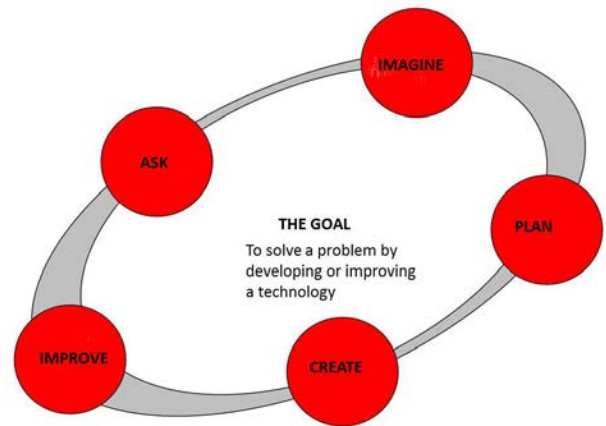 IMAGINE
ASK
PLAN
THE GOAL
To solve a problem by
developing or improving
a technology
IMPROVE
CREATE